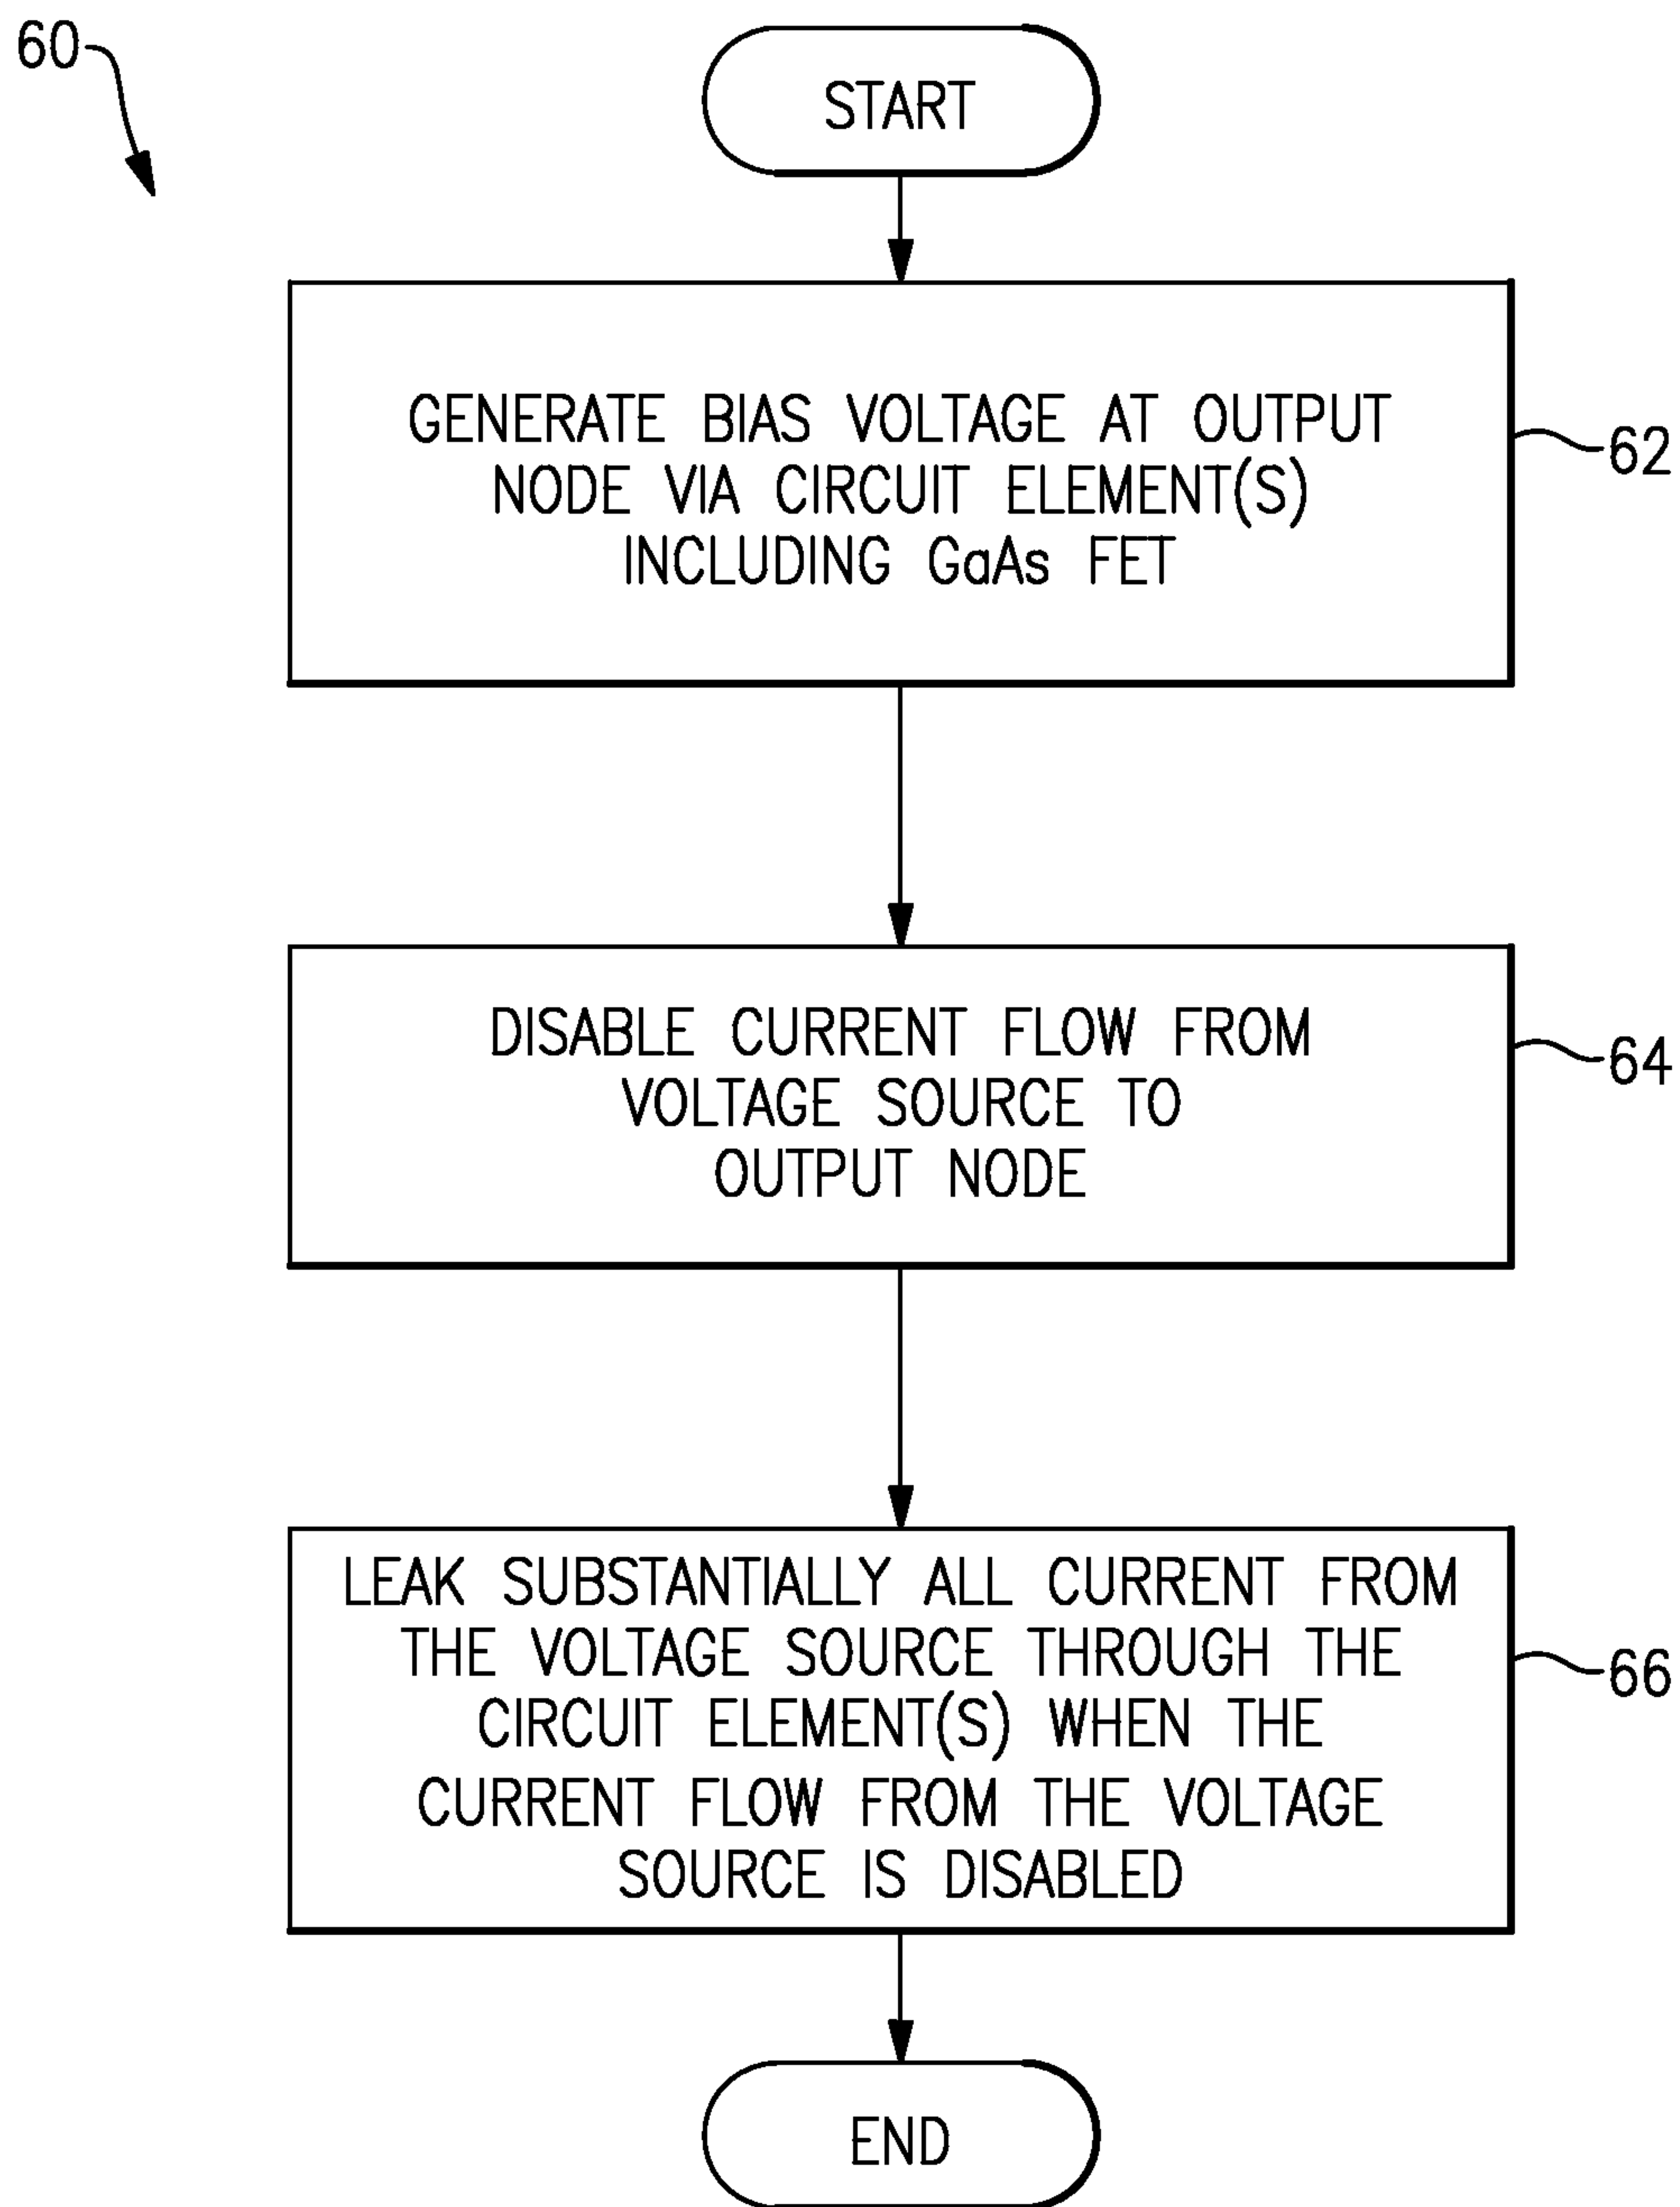 60
START
GENERATE BIAS VOLTAGE AT OUTPUT
NODE VIA CIRCUIT ELEMENT(S)
INCLUDING GaAs FET
62
DISABLE CURRENT FLOW FROM
VOLTAGE SOURCE TO
OUTPUT NODE
64
LEAK SUBSTANTIALLY ALL CURRENT FROM
THE VOLTAGE SOURCE THROUGH THE
CIRCUIT ELEMENT(S) WHEN THE
CURRENT FLOW FROM THE VOLTAGE
SOURCE IS DISABLED
66
END